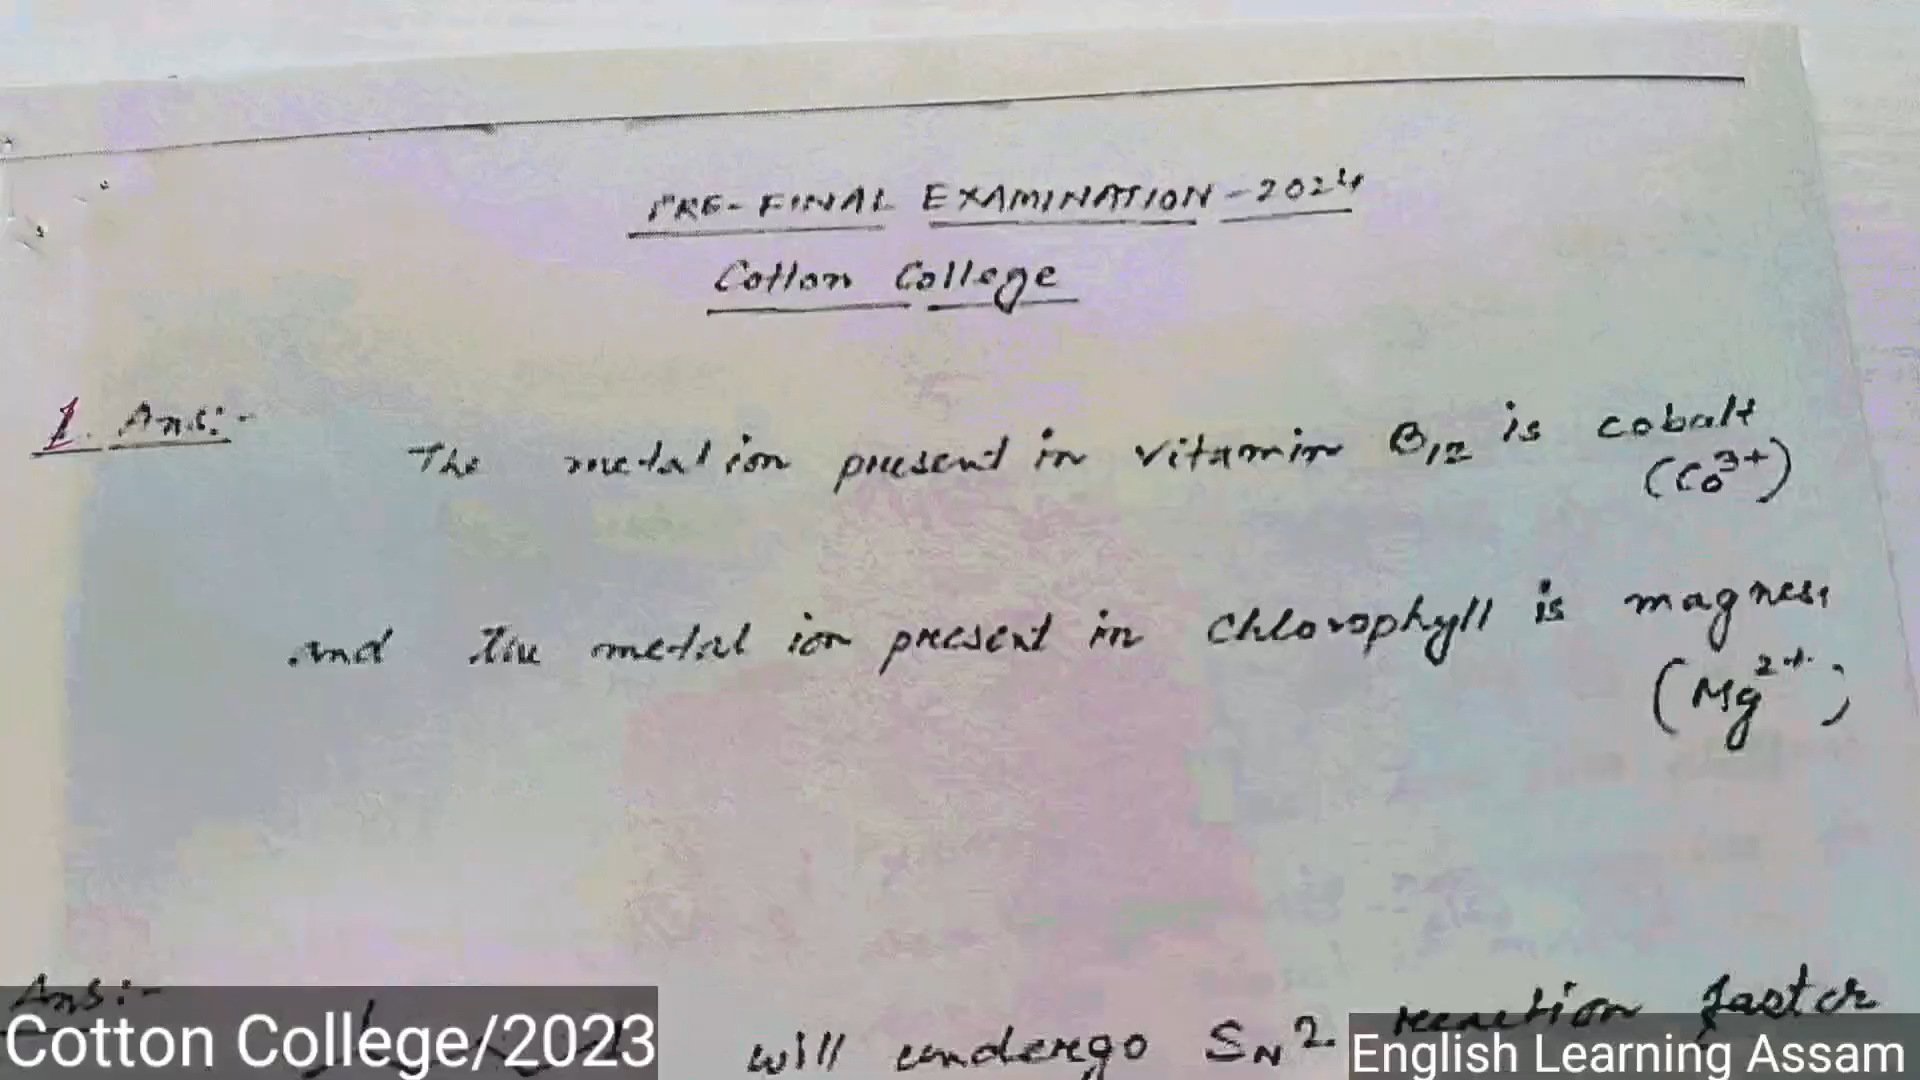 PRE-FINAL EXAMINATION-2024
Cotton College
1. Ans:-
The metal ion present in vitamin B12 is cobalt
(Co3+)
and the metal ion present in chlorophyll is magnesi
(Mg2+)
Ans:-
will undergo SN2 reaction faster
Cotton College/2023
English Learning Assam